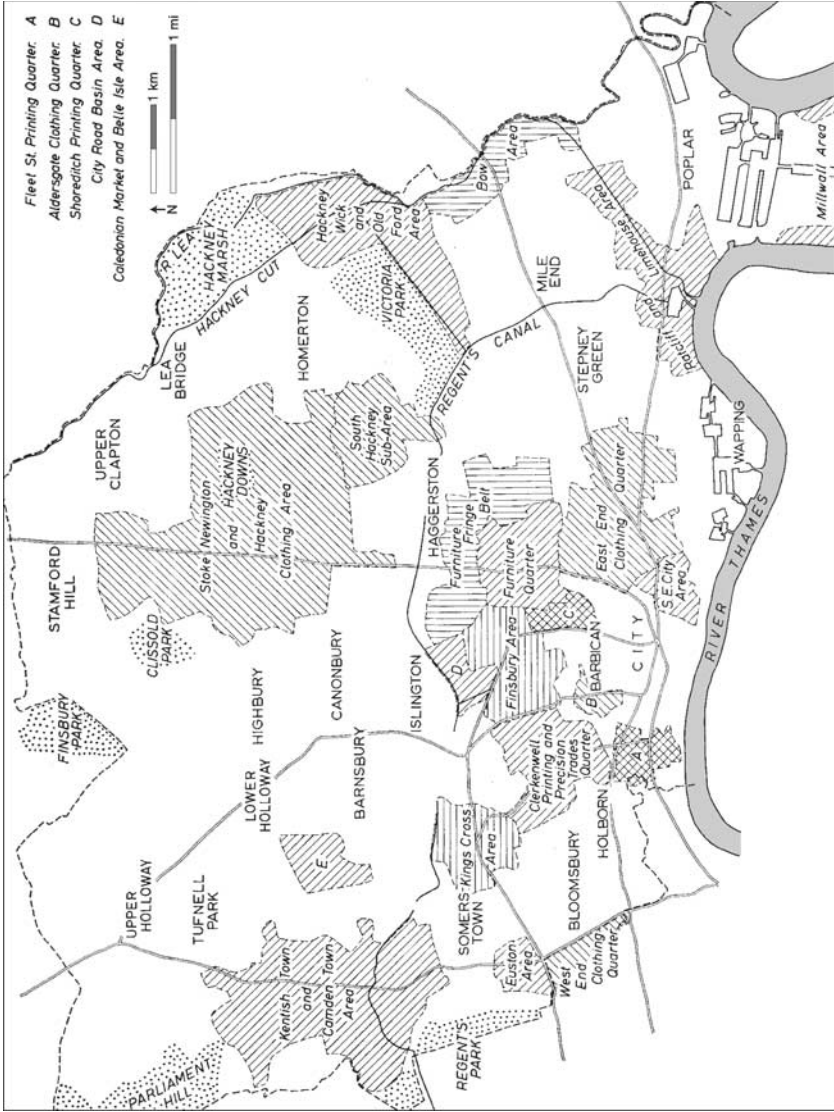 Fleet St. Printing Quarter. A
Aldersgate Clothing Quarter. B
Shoreditch Printing Quarter. C
City Road Basin Area. D
Caledonian Market and Belle Isle Area. E
N
1 km
1 mi
PARLIAMENT
HILL
UPPER
HOLLOWAY
TUFNELL
PARK
LOWER
HOLLOWAY
FINSBURY
PARK
HIGHBURY
CLISSOLD
PARK
STAMFORD
HILL
UPPER
CLAPTON
LEA
BRIDGE
R. LEA
HACKNEY
MARSH
HACKNEY CUT
Kentish Town
and
Camden Town
Area
E
BARNSBURY
CANONBURY
Stoke Newington
and
Hackney
Clothing Area
HACKNEY
DOWNS
HOMERTON
South
Hackney
Sub-Area
VICTORIA
PARK
Hackney
Wick
and
Old
Ford
Area
REGENT'S
PARK
SOMERS
TOWN
Kings Cross
Area
ISLINGTON
D
HAGGERSTON
REGENT'S CANAL
Furniture
Fringe
Belt
Furniture
Quarter
Bow
Area
Euston
Area
West
End
Clothing
Quarter
BLOOMSBURY
HOLBORN
Clerkenwell
Printing and
Precision
Trades
Quarter
Finsbury Area
C
B
BARBICAN
A
CITY
East End
Clothing
Quarter
S.E. City
Area
STEPNEY
GREEN
MILE
END
Ratcliff and Limehouse Area
POPLAR
WAPPING
RIVER THAMES
Millwall Area